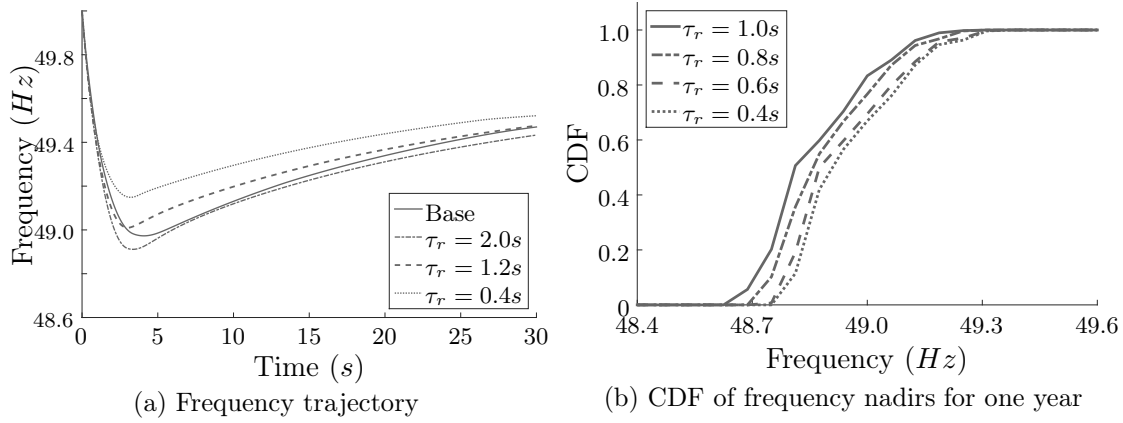 49.8
49.4
49.0
48.6
Frequency (Hz)
0
5
10
15
20
25
30
Time (s)
Base
τr = 2.0s
τr = 1.2s
τr = 0.4s
(a) Frequency trajectory
1.0
0.8
0.6
0.4
0.2
0
CDF
48.4
48.7
49.0
49.3
49.6
Frequency (Hz)
τr = 1.0s
τr = 0.8s
τr = 0.6s
τr = 0.4s
(b) CDF of frequency nadirs for one year